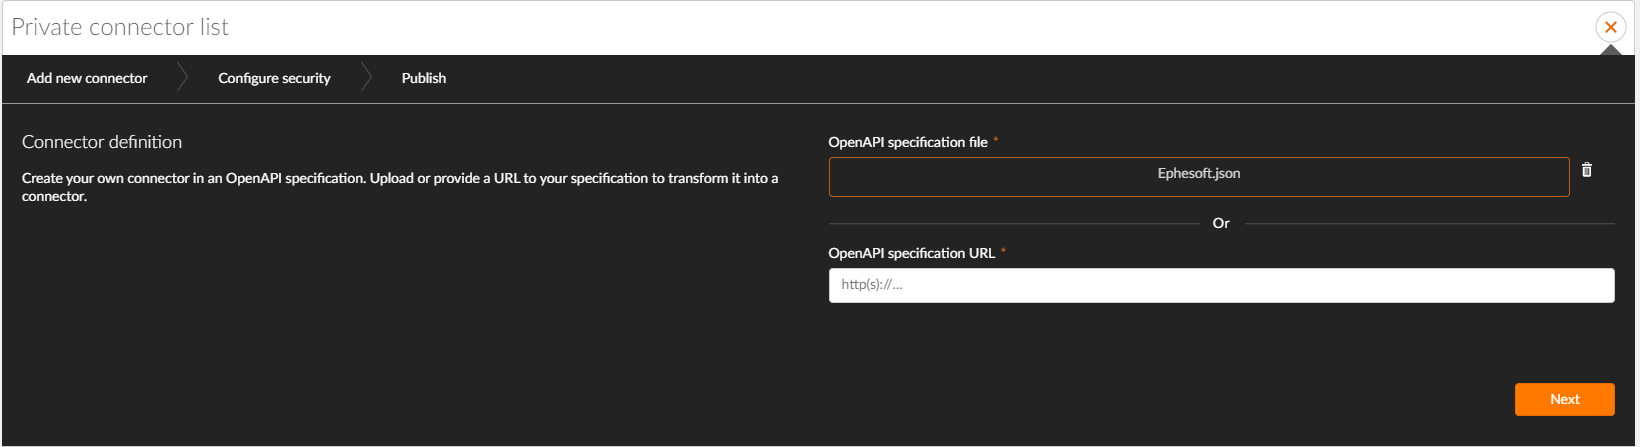 Private connector list
Add new connector
Configure security
Publish
Connector definition
Create your own connector in an OpenAPI specification. Upload or provide a URL to your specification to transform it into a
connector.
OpenAPI specification file *
Ephesoft.json
Or
OpenAPI specification URL *
http(s)://...
Next